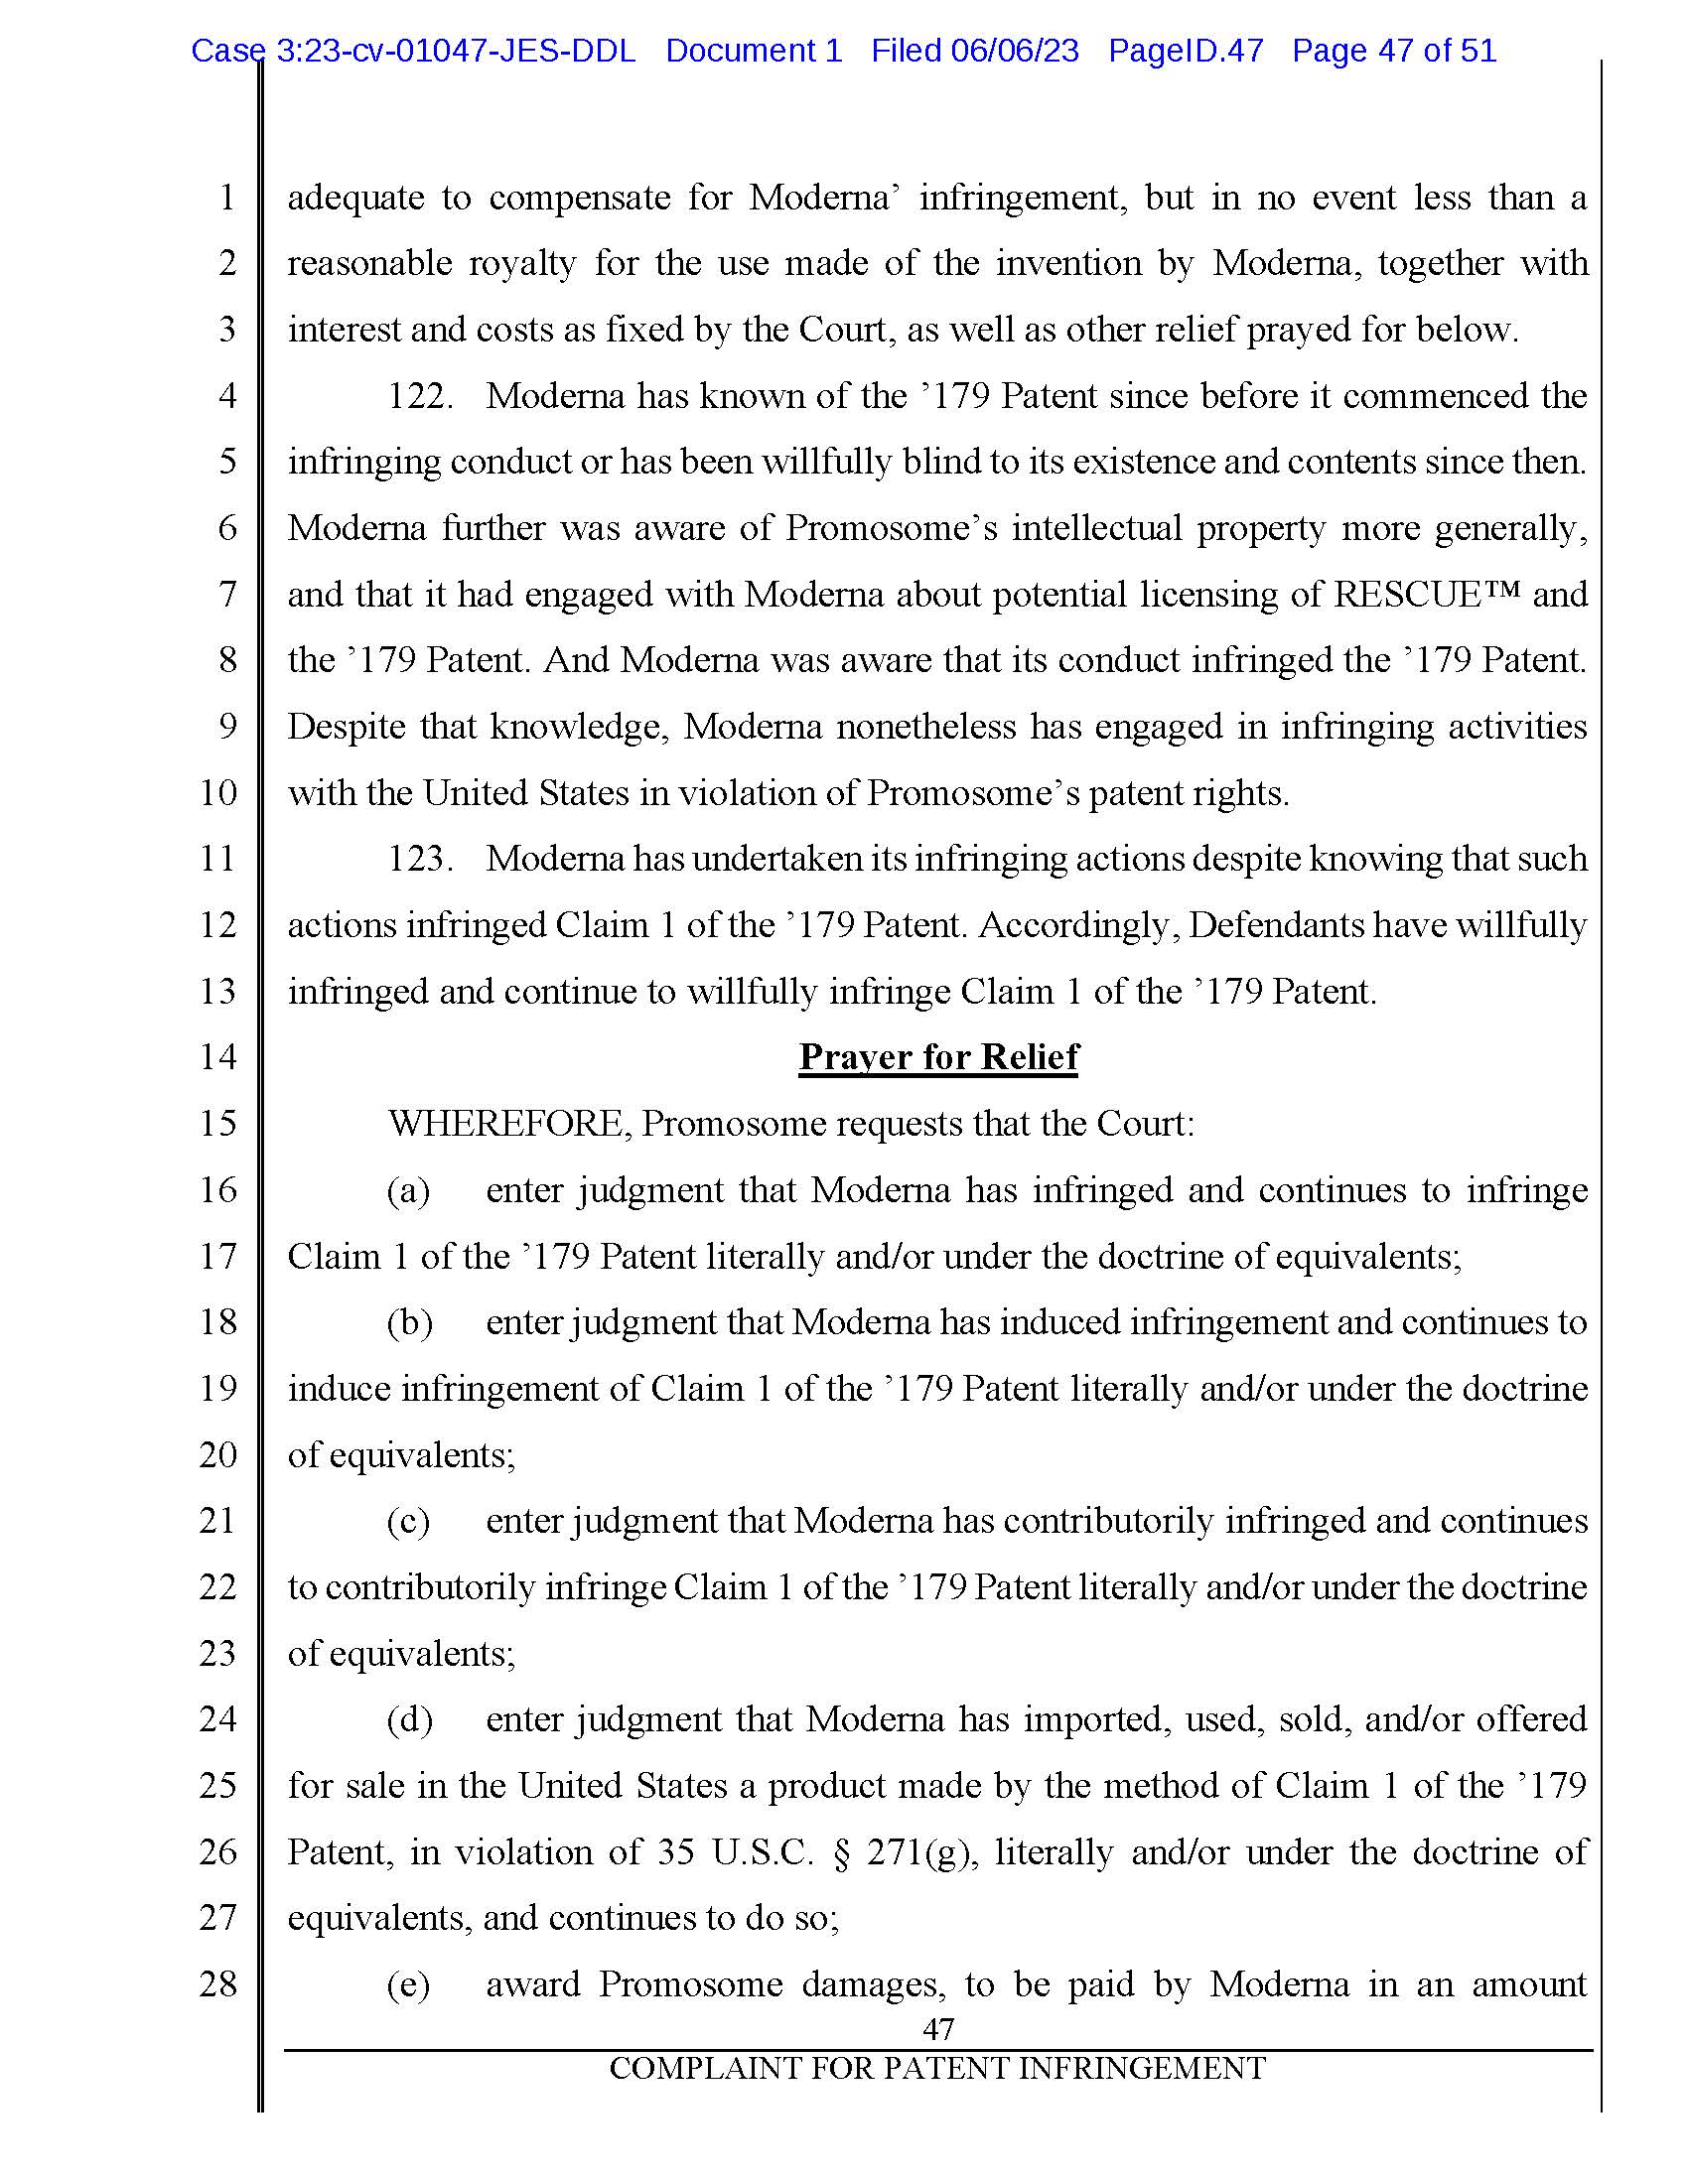 Case 3:23-cv-01047-JES-DDL Document 1 Filed 06/06/23 PageID.47 Page 47 of 51
1 adequate to compensate for Moderna’ infringement, but in no event less than a
2 reasonable royalty for the use made of the invention by Moderna, together with
3 interest and costs as fixed by the Court, as well as other relief prayed for below.
4 122. Moderna has known of the ’179 Patent since before it commenced the
5 infringing conduct or has been willfully blind to its existence and contents since then.
6 Moderna further was aware of Promosome’s intellectual property more generally,
7 and that it had engaged with Moderna about potential licensing of RESCUE™ and
8 the ’179 Patent. And Moderna was aware that its conduct infringed the ’179 Patent.
9 Despite that knowledge, Moderna nonetheless has engaged in infringing activities
10 with the United States in violation of Promosome’s patent rights.
11 123. Moderna has undertaken its infringing actions despite knowing that such
12 actions infringed Claim 1 of the ’179 Patent. Accordingly, Defendants have willfully
13 infringed and continue to willfully infringe Claim 1 of the ’179 Patent.
14 Prayer for Relief
15 WHEREFORE, Promosome requests that the Court:
16 (a) enter judgment that Moderna has infringed and continues to infringe
17 Claim 1 of the ’179 Patent literally and/or under the doctrine of equivalents;
18 (b) enter judgment that Moderna has induced infringement and continues to
19 induce infringement of Claim 1 of the ’179 Patent literally and/or under the doctrine
20 of equivalents;
21 (c) enter judgment that Moderna has contributorily infringed and continues
22 to contributorily infringe Claim 1 of the ’179 Patent literally and/or under the doctrine
23 of equivalents;
24 (d) enter judgment that Moderna has imported, used, sold, and/or offered
25 for sale in the United States a product made by the method of Claim 1 of the ’179
26 Patent, in violation of 35 U.S.C. § 271(g), literally and/or under the doctrine of
27 equivalents, and continues to do so;
28 (e) award Promosome damages, to be paid by Moderna in an amount
47
COMPLAINT FOR PATENT INFRINGEMENT